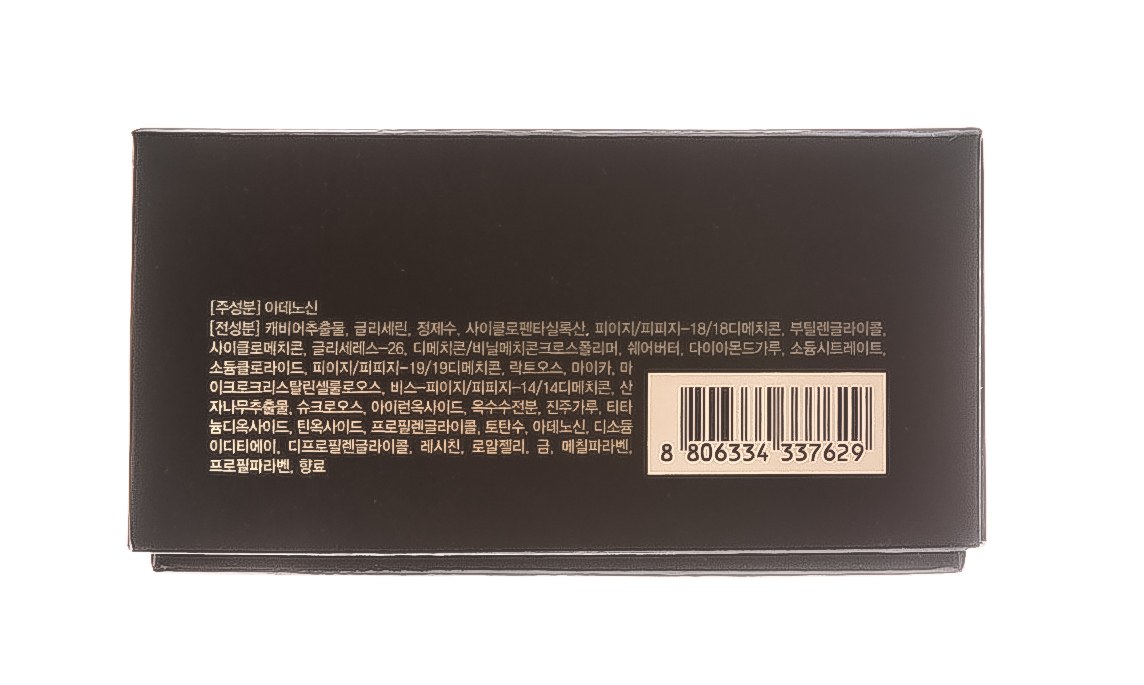 [주성분] 아데노신
[전성분] 캐비어추출물, 글리세린, 정제수, 사이클로펜타실록산, 피이지/피피지-18/18디메치콘, 부틸렌글라이콜,
사이클로메치콘, 글리세레스-26, 디메치콘/비닐메치콘크로스폴리머, 쉐어버터, 다이아몬드가루, 소듐시트레이트,
소듐클로라이드, 피이지/피피지-19/19디메치콘, 락트오스, 마이카, 마
이크로크리스탈린셀룰로오스, 비스-피이지/피피지-14/14디메치콘, 산
자나무추출물, 슈크로오스, 아이런옥사이드, 옥수수전분, 진주가루, 티타
늄디옥사이드, 틴옥사이드, 프로필렌글라이콜, 토탄수, 아데노신, 디소듐
이디티에이, 디프로필렌글라이콜, 레시친, 로얄젤리, 금, 메칠파라벤,
프로필파라벤, 향료
8 806334 337629